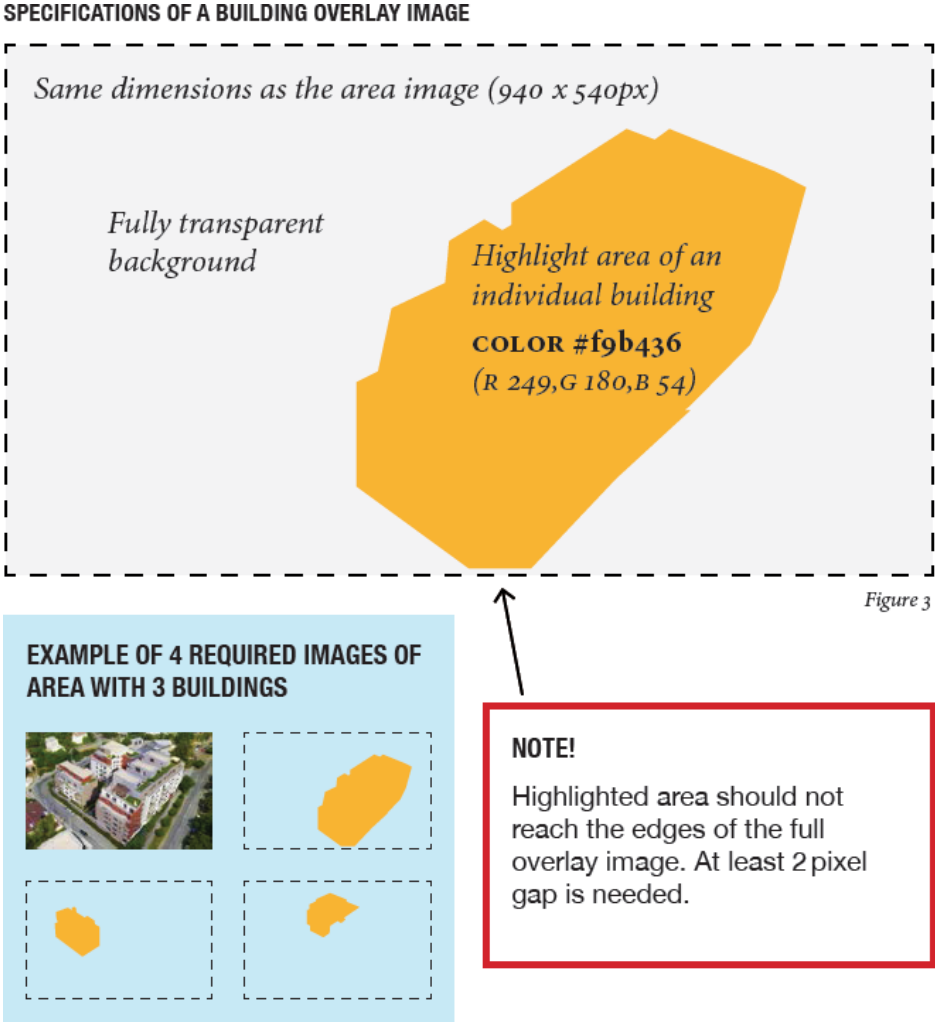 SPECIFICATIONS OF A BUILDING OVERLAY IMAGE
Same dimensions as the area image (940 x 540px)
Fully transparent
background
Highlight area of an
individual building
COLOR #f9b436
(R 249,G 180,B 54)
Figure 3
EXAMPLE OF 4 REQUIRED IMAGES OF
AREA WITH 3 BUILDINGS
NOTE!
Highlighted area should not
reach the edges of the full
overlay image. At least 2 pixel
gap is needed.